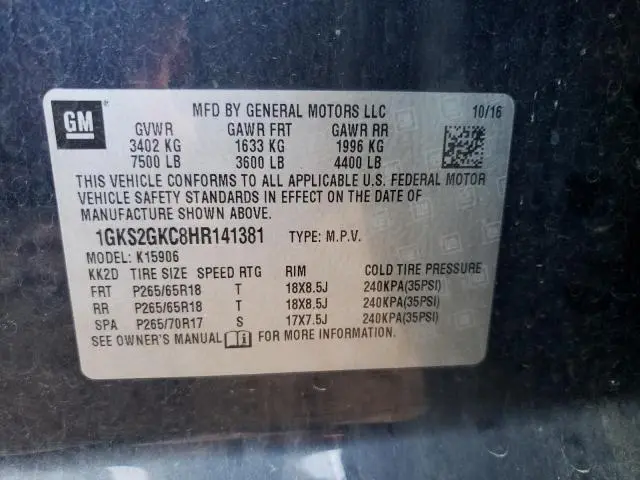 GM
MFD BY GENERAL MOTORS LLC 10/16
GVWR GAWR FRT GAWR RR
3402 KG 1633 KG 1996 KG
7500 LB 3600 LB 4400 LB
THIS VEHICLE CONFORMS TO ALL APPLICABLE U.S. FEDERAL MOTOR
VEHICLE SAFETY STANDARDS IN EFFECT ON THE DATE OF
MANUFACTURE SHOWN ABOVE.
1GKS2GKC8HR141381 TYPE: M.P.V.
MODEL: K15906
KK2D TIRE SIZE SPEED RTG RIM COLD TIRE PRESSURE
FRT P265/65R18 T 18X8.5J 240KPA(35PSI)
RR P265/65R18 T 18X8.5J 240KPA(35PSI)
SPA P265/70R17 S 17X7.5J 240KPA(35PSI)
SEE OWNER'S MANUAL FOR MORE INFORMATION.